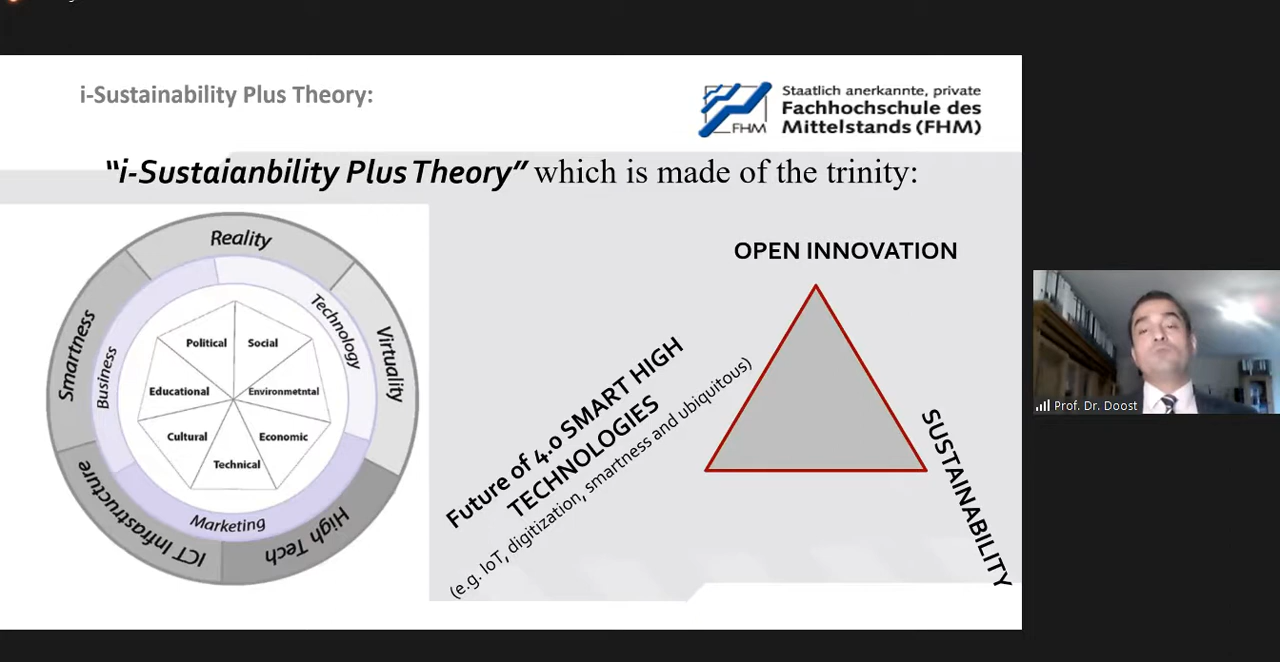 i-Sustainability Plus Theory:
Staatlich anerkannte, private
Fachhochschule des
Mittelstands (FHM)
FHM
“i-Sustaianbility Plus Theory” which is made of the trinity:
Reality
Smartness
Virtuality
ICT Infrastructure
High Tech
Business
Technology
Marketing
Political
Social
Educational
Environmetntal
Cultural
Economic
Technical
OPEN INNOVATION
Future of 4.0 SMART HIGH
TECHNOLOGIES
(e.g. IoT, digitization, smartness and ubiquitous)
SUSTAINABILITY
Prof. Dr. Doost